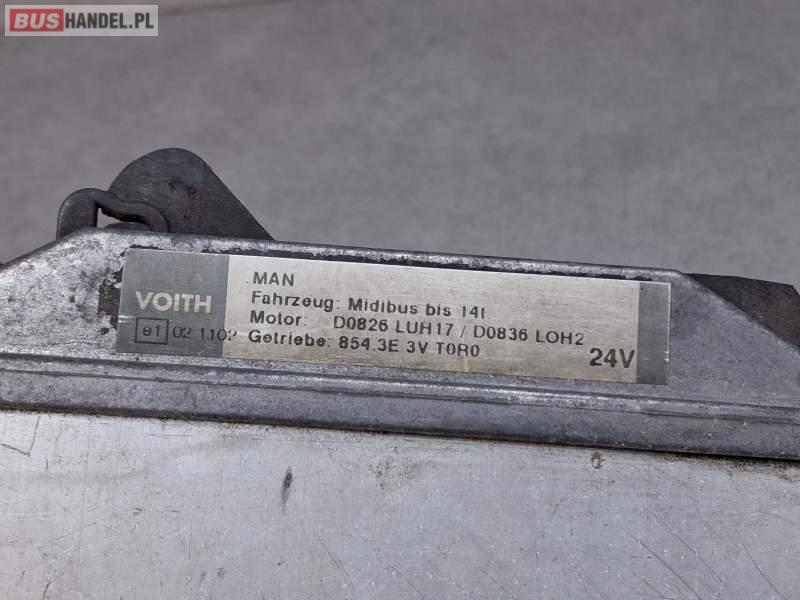 BUSHANDEL.PL
VOITH
e1 02 1102
MAN
Fahrzeug: Midibus bis 14t
Motor: D0826 LUH17 / D0836 LOH2
Getriebe: 854.3E 3V T0R0
24V